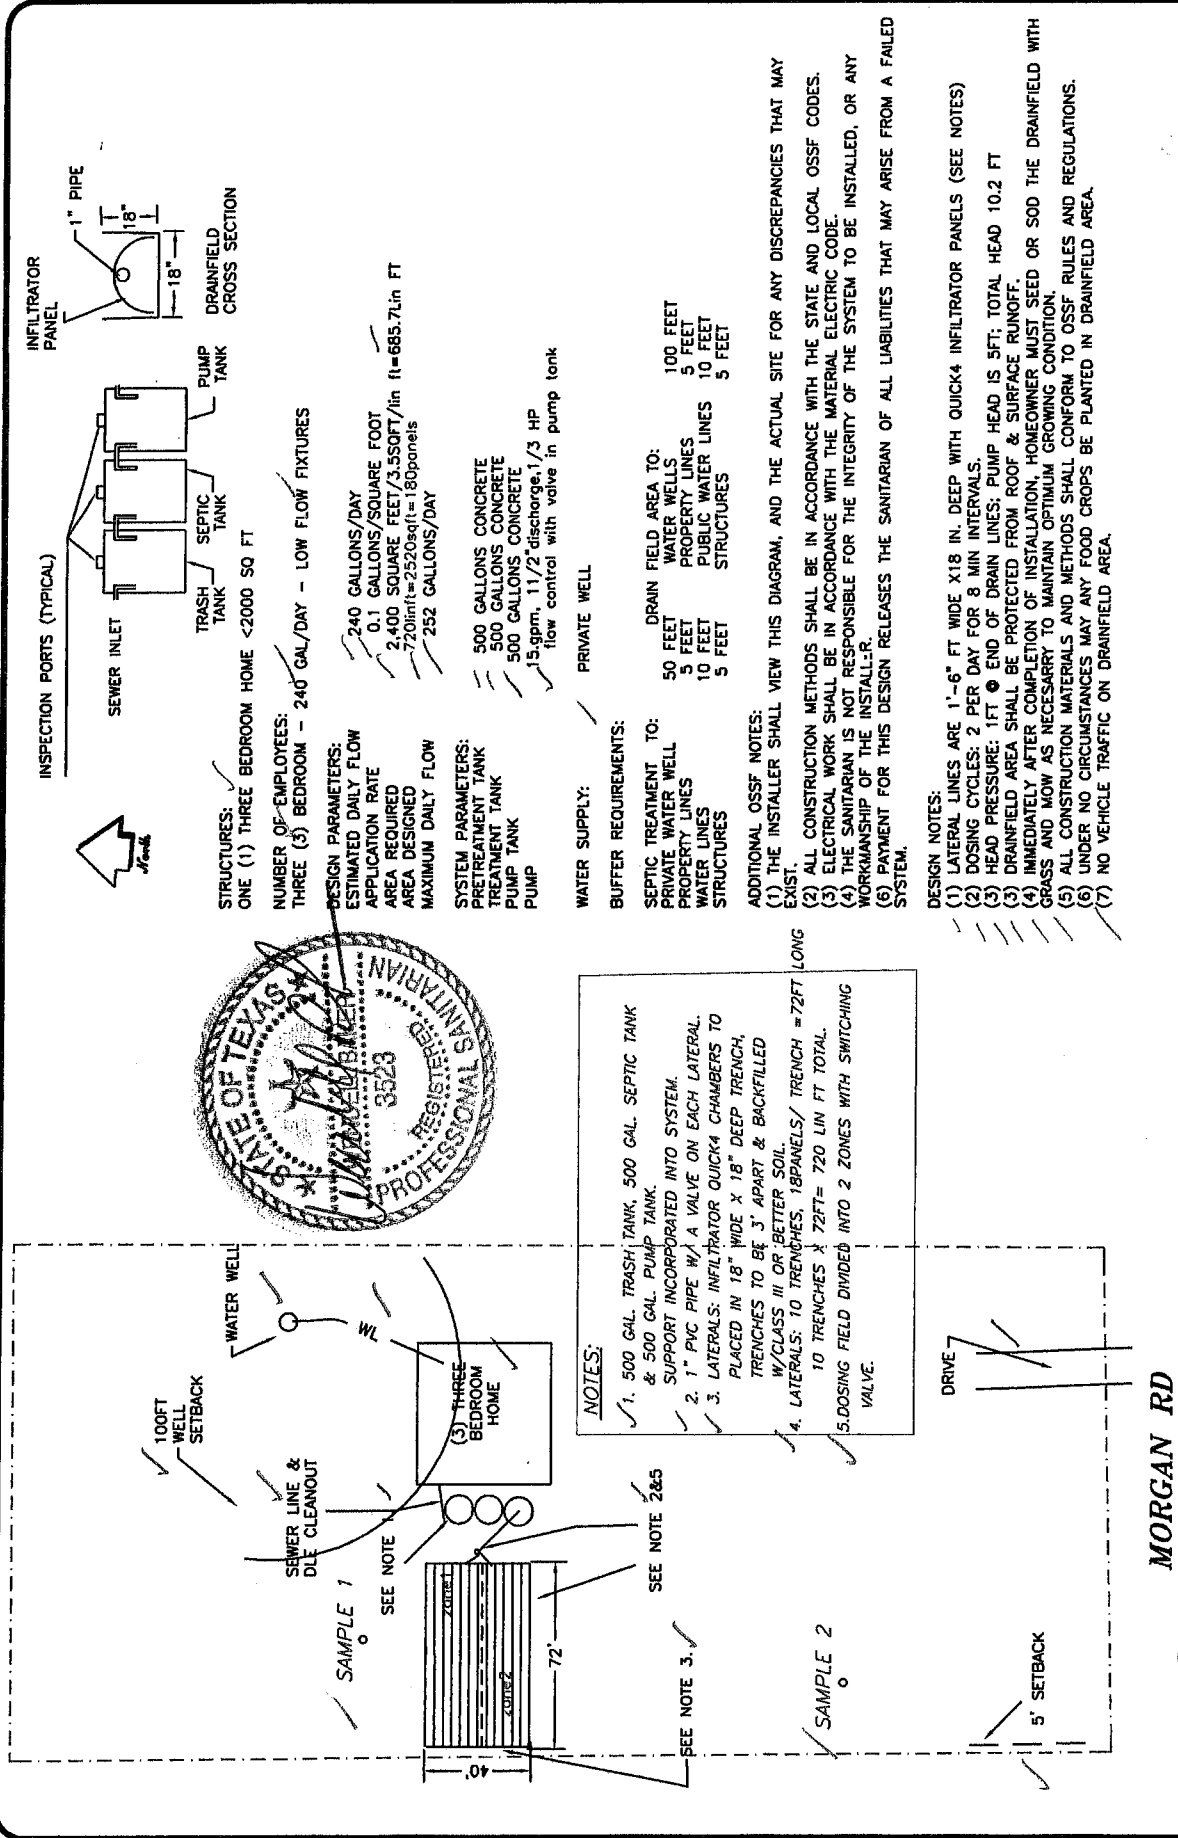 INSPECTION PORTS (TYPICAL)
SEWER INLET
TRASH TANK
SEPTIC TANK
PUMP TANK
INFILTRATOR PANEL
1" PIPE
18"
18"
DRAINFIELD
CROSS SECTION
North
STRUCTURES:
ONE (1) THREE BEDROOM HOME <2000 SQ FT
NUMBER OF EMPLOYEES:
THREE (3) BEDROOM - 240 GAL/DAY - LOW FLOW FIXTURES
DESIGN PARAMETERS:
ESTIMATED DAILY FLOW 240 GALLONS/DAY
APPLICATION RATE 0.1 GALLONS/SQUARE FOOT
AREA REQUIRED 2,400 SQUARE FEET/3.5SQFT/lin ft=685.7Lin FT
AREA DESIGNED 720linft=2520sqft=180panels
MAXIMUM DAILY FLOW 252 GALLONS/DAY
SYSTEM PARAMETERS:
PRETREATMENT TANK 500 GALLONS CONCRETE
TREATMENT TANK 500 GALLONS CONCRETE
PUMP TANK 500 GALLONS CONCRETE
PUMP 15.gpm, 11/2"discharge,1/3 HP
flow control with valve in pump tank
WATER SUPPLY: PRIVATE WELL
BUFFER REQUIREMENTS:
SEPTIC TREATMENT TO: DRAIN FIELD AREA TO:
PRIVATE WATER WELL 50 FEET WATER WELLS 100 FEET
PROPERTY LINES 5 FEET PROPERTY LINES 5 FEET
WATER LINES 10 FEET PUBLIC WATER LINES 10 FEET
STRUCTURES 5 FEET STRUCTURES 5 FEET
ADDITIONAL OSSF NOTES:
(1) THE INSTALLER SHALL VIEW THIS DIAGRAM, AND THE ACTUAL SITE FOR ANY DISCREPANCIES THAT MAY
EXIST.
(2) ALL CONSTRUCTION METHODS SHALL BE IN ACCORDANCE WITH THE STATE AND LOCAL OSSF CODES.
(3) ELECTRICAL WORK SHALL BE IN ACCORDANCE WITH THE MATERIAL ELECTRIC CODE.
(4) THE SANITARIAN IS NOT RESPONSIBLE FOR THE INTEGRITY OF THE SYSTEM TO BE INSTALLED, OR ANY
WORKMANSHIP OF THE INSTALLER.
(6) PAYMENT FOR THIS DESIGN RELEASES THE SANITARIAN OF ALL LIABILITIES THAT MAY ARISE FROM A FAILED
SYSTEM.
DESIGN NOTES:
(1) LATERAL LINES ARE 1'-6" FT WIDE X18 IN. DEEP WITH QUICK4 INFILTRATOR PANELS (SEE NOTES)
(2) DOSING CYCLES: 2 PER DAY FOR 8 MIN INTERVALS.
(3) HEAD PRESSURE: 1FT @ END OF DRAIN LINES; PUMP HEAD IS 5FT; TOTAL HEAD 10.2 FT
(3) DRAINFIELD AREA SHALL BE PROTECTED FROM ROOF & SURFACE RUNOFF.
(4) IMMEDIATELY AFTER COMPLETION OF INSTALLATION, HOMEOWNER MUST SEED OR SOD THE DRAINFIELD WITH
GRASS AND MOW AS NECESARRY TO MAINTAIN OPTIMUM GROWING CONDITION.
(5) ALL CONSTRUCTION MATERIALS AND METHODS SHALL CONFORM TO OSSF RULES AND REGULATIONS.
(6) UNDER NO CIRCUMSTANCES MAY ANY FOOD CROPS BE PLANTED IN DRAINFIELD AREA.
(7) NO VEHICLE TRAFFIC ON DRAINFIELD AREA.
STATE OF TEXAS
3523
REGISTERED
PROFESSIONAL SANITARIAN
NOTES:
1. 500 GAL. TRASH TANK, 500 GAL. SEPTIC TANK
& 500 GAL. PUMP TANK.
SUPPORT INCORPORATED INTO SYSTEM.
2. 1" PVC PIPE W/ A VALVE ON EACH LATERAL.
3. LATERALS: INFILTRATOR QUICK4 CHAMBERS TO
PLACED IN 18" WIDE X 18" DEEP TRENCH,
TRENCHES TO BE 3' APART & BACKFILLED
W/CLASS III OR BETTER SOIL.
4. LATERALS: 10 TRENCHES, 18PANELS/ TRENCH =72FT LONG
10 TRENCHES X 72FT= 720 LIN FT TOTAL.
5.DOSING FIELD DIVIDED INTO 2 ZONES WITH SWITCHING
VALVE.
WATER WELL
WL
100FT
WELL
SETBACK
(3) THREE
BEDROOM
HOME
SEWER LINE &
DLE CLEANOUT
SEE NOTE 1
SAMPLE 1
zone1
zone2
SEE NOTE 2&5
72'
40'
SEE NOTE 3.
SAMPLE 2
DRIVE
5' SETBACK
MORGAN RD